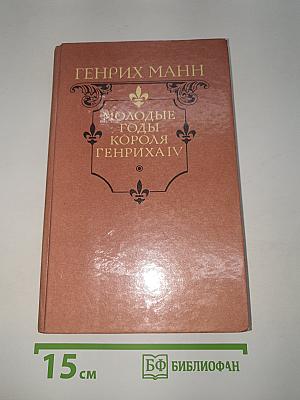 ГЕНРИХ МАНН
МОЛОДЫЕ
ГОДЫ
КОРОЛЯ
ГЕНРИХА IV
15 см
БФ БИБЛИОФАН